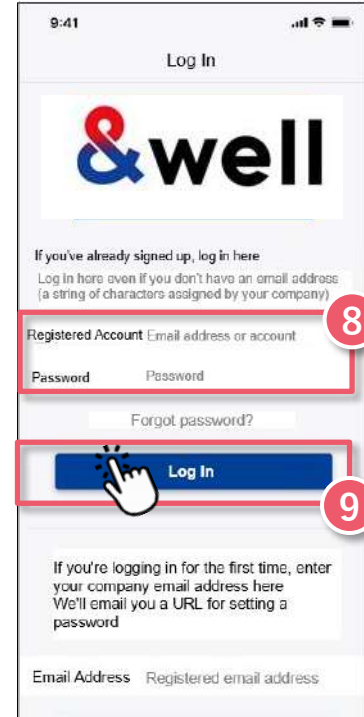 9:41
Log In
&well
If you've already signed up, log in here
Log in here even if you don't have an email address
(a string of characters assigned by your company)
8
Registered Account Email address or account
Password Password
Forgot password?
Log In
9
If you're logging in for the first time, enter
your company email address here
We'll email you a URL for setting a
password
Email Address Registered email address